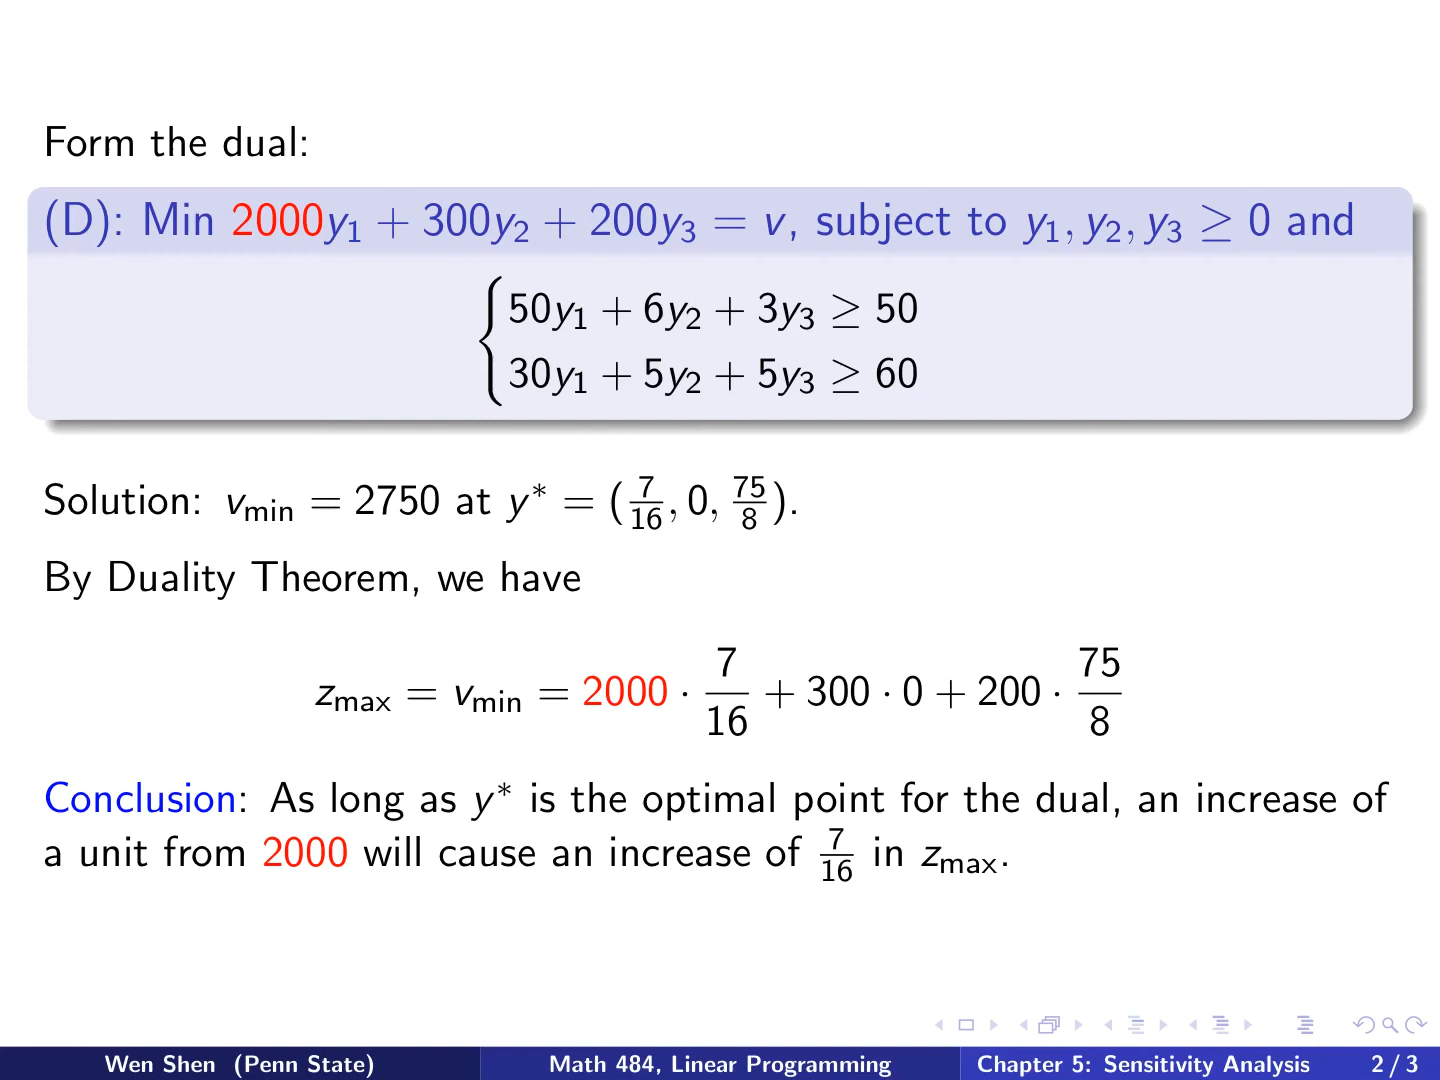 Form the dual:
(D): Min 2000y₁ + 300y₂ + 200y₃ = v, subject to y₁, y₂, y₃ ≥ 0 and
50y₁ + 6y₂ + 3y₃ ≥ 50
30y₁ + 5y₂ + 5y₃ ≥ 60
Solution: v_min = 2750 at y* = (7/16, 0, 75/8).
By Duality Theorem, we have
z_max = v_min = 2000 · 7/16 + 300 · 0 + 200 · 75/8
Conclusion: As long as y* is the optimal point for the dual, an increase of
a unit from 2000 will cause an increase of 7/16 in z_max.
Wen Shen (Penn State) Math 484, Linear Programming Chapter 5: Sensitivity Analysis 2 / 3